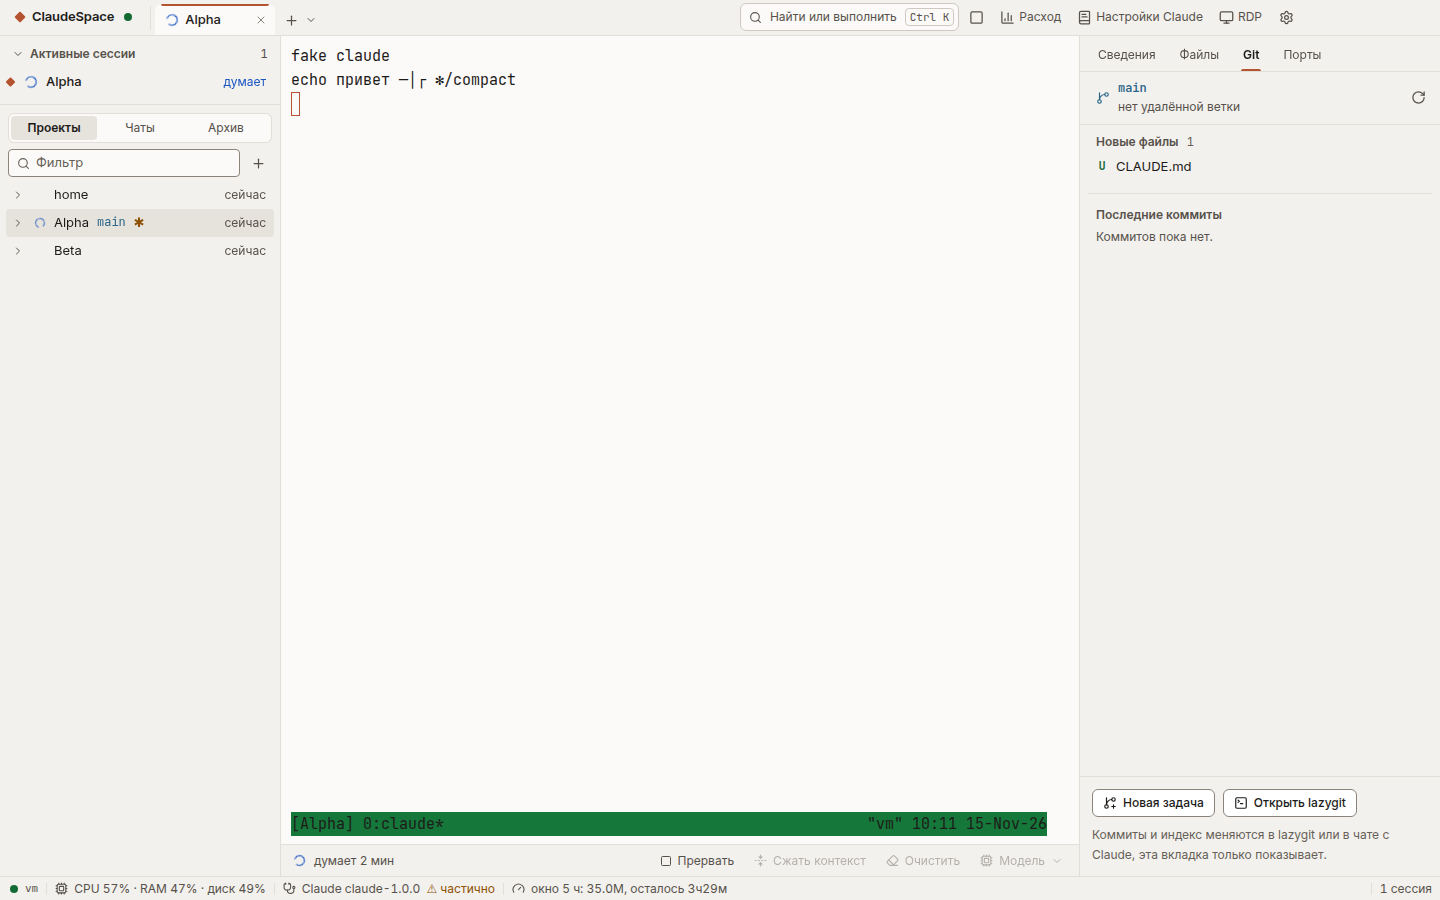 ClaudeSpace
Alpha
Найти или выполнить Ctrl K
Расход
Настройки Claude
RDP
Активные сессии 1
Alpha думает
Проекты Чаты Архив
Фильтр
home сейчас
Alpha main ✱ сейчас
Beta сейчас
fake claude
echo привет ─│┌ ✻/compact
[Alpha] 0:claude* "vm" 10:11 15-Nov-26
думает 2 мин
Прервать
Сжать контекст
Очистить
Модель
Сведения Файлы Git Порты
main
нет удалённой ветки
Новые файлы 1
U CLAUDE.md
Последние коммиты
Коммитов пока нет.
Новая задача
Открыть lazygit
Коммиты и индекс меняются в lazygit или в чате с
Claude, эта вкладка только показывает.
vm
CPU 57% · RAM 47% · диск 49%
Claude claude-1.0.0 ⚠ частично
окно 5 ч: 35.0M, осталось 3ч29м
1 сессия